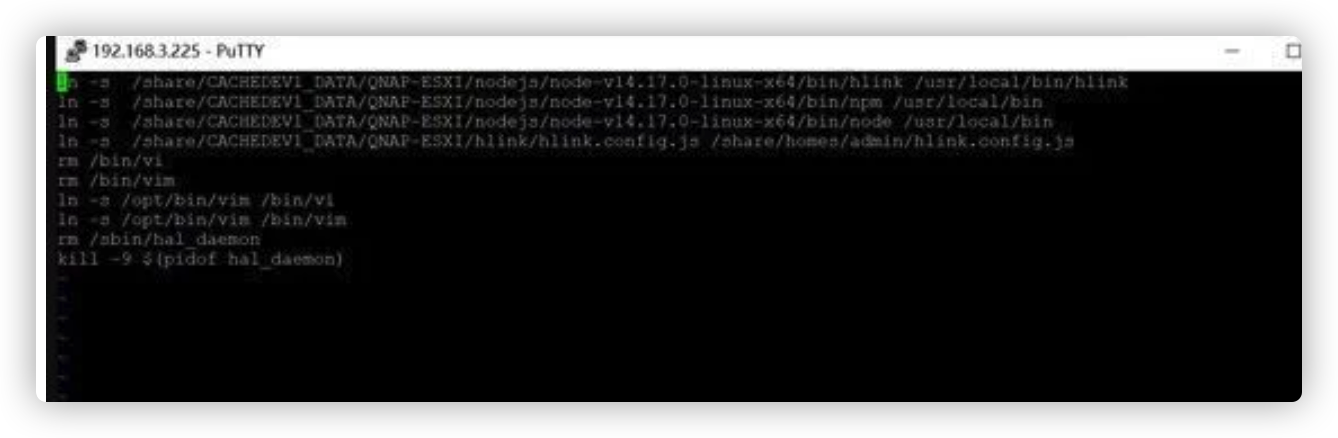 192.168.3.225 - PuTTY
ln -s  /share/CACHEDEV1_DATA/QNAP-ESXI/nodejs/node-v14.17.0-linux-x64/bin/hlink /usr/local/bin/hlink
ln -s  /share/CACHEDEV1_DATA/QNAP-ESXI/nodejs/node-v14.17.0-linux-x64/bin/npm /usr/local/bin
ln -s  /share/CACHEDEV1_DATA/QNAP-ESXI/nodejs/node-v14.17.0-linux-x64/bin/node /usr/local/bin
ln -s  /share/CACHEDEV1_DATA/QNAP-ESXI/hlink/hlink.config.js /share/homes/admin/hlink.config.js
rm /bin/vi
rm /bin/vim
ln -s /opt/bin/vim /bin/vi
ln -s /opt/bin/vim /bin/vim
rm /sbin/hal_daemon
kill -9 $(pidof hal_daemon)
~
~
~
~
~
~
~